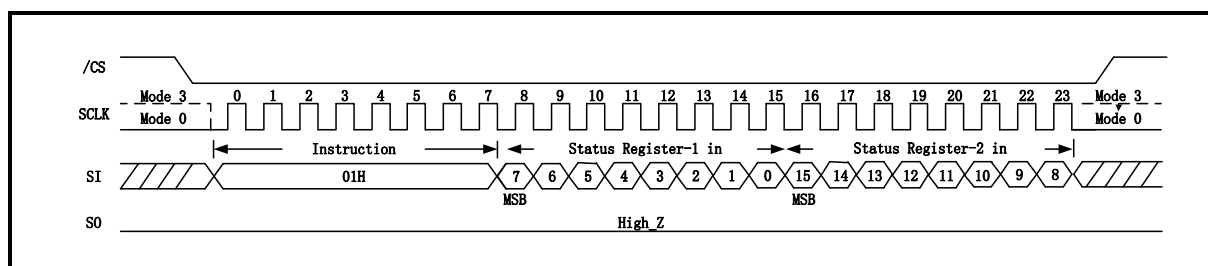 /CS
Mode 3 0 1 2 3 4 5 6 7 8 9 10 11 12 13 14 15 16 17 18 19 20 21 22 23 Mode 3
SCLK
Mode 0 Mode 0
Instruction Status Register-1 in Status Register-2 in
SI 01H 7 6 5 4 3 2 1 0 15 14 13 12 11 10 9 8
MSB MSB
SO High_Z